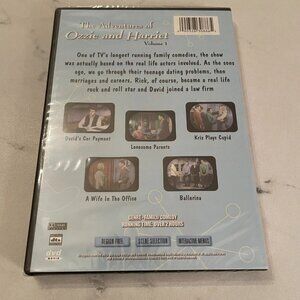 The Adventures of
Ozzie and Harriet
Volume 1
One of TV's longest running family comedies, the show
was actually based on the real life actors involved. As the sons
age, we go through their teenage dating problems, then
marriages and careers. Rick, of course, became a real life
rock and roll star and David joined a law firm
David's Car Payment
Lonesome Parents
Kris Plays Cupid
A Wife In The Office
Ballerina
GENRE: FAMILY COMEDY
RUNNING TIME: OVER 2 HOURS
REGION FREE
SCENE SELECTION
INTERACTIVE MENUS
dts
DVD